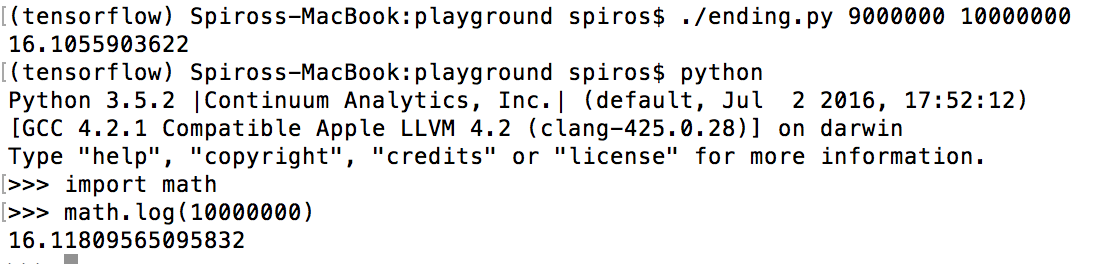 [(tensorflow) Spiross-MacBook:playground spiros$ ./ending.py 9000000 10000000
16.1055903622
[(tensorflow) Spiross-MacBook:playground spiros$ python
Python 3.5.2 |Continuum Analytics, Inc.| (default, Jul  2 2016, 17:52:12)
[GCC 4.2.1 Compatible Apple LLVM 4.2 (clang-425.0.28)] on darwin
Type "help", "copyright", "credits" or "license" for more information.
[>>> import math
[>>> math.log(10000000)
16.11809565095832
>>>